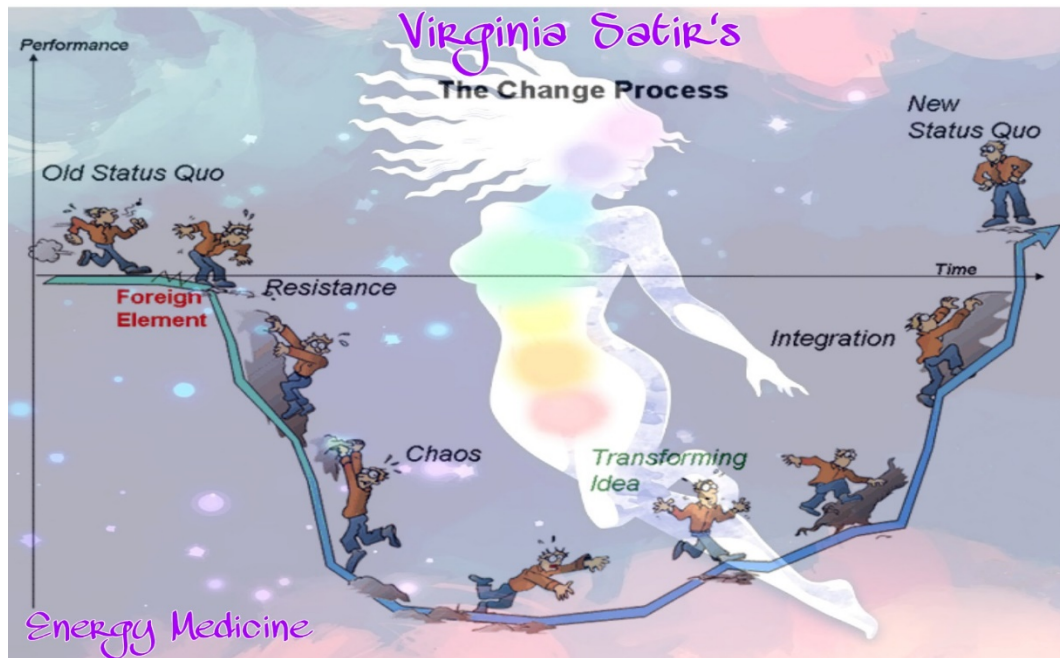 Virginia Satir's
Performance
The Change Process
New
Status Quo
Old Status Quo
Time
Foreign
Element
Resistance
Integration
Chaos
Transforming
Idea
Energy Medicine